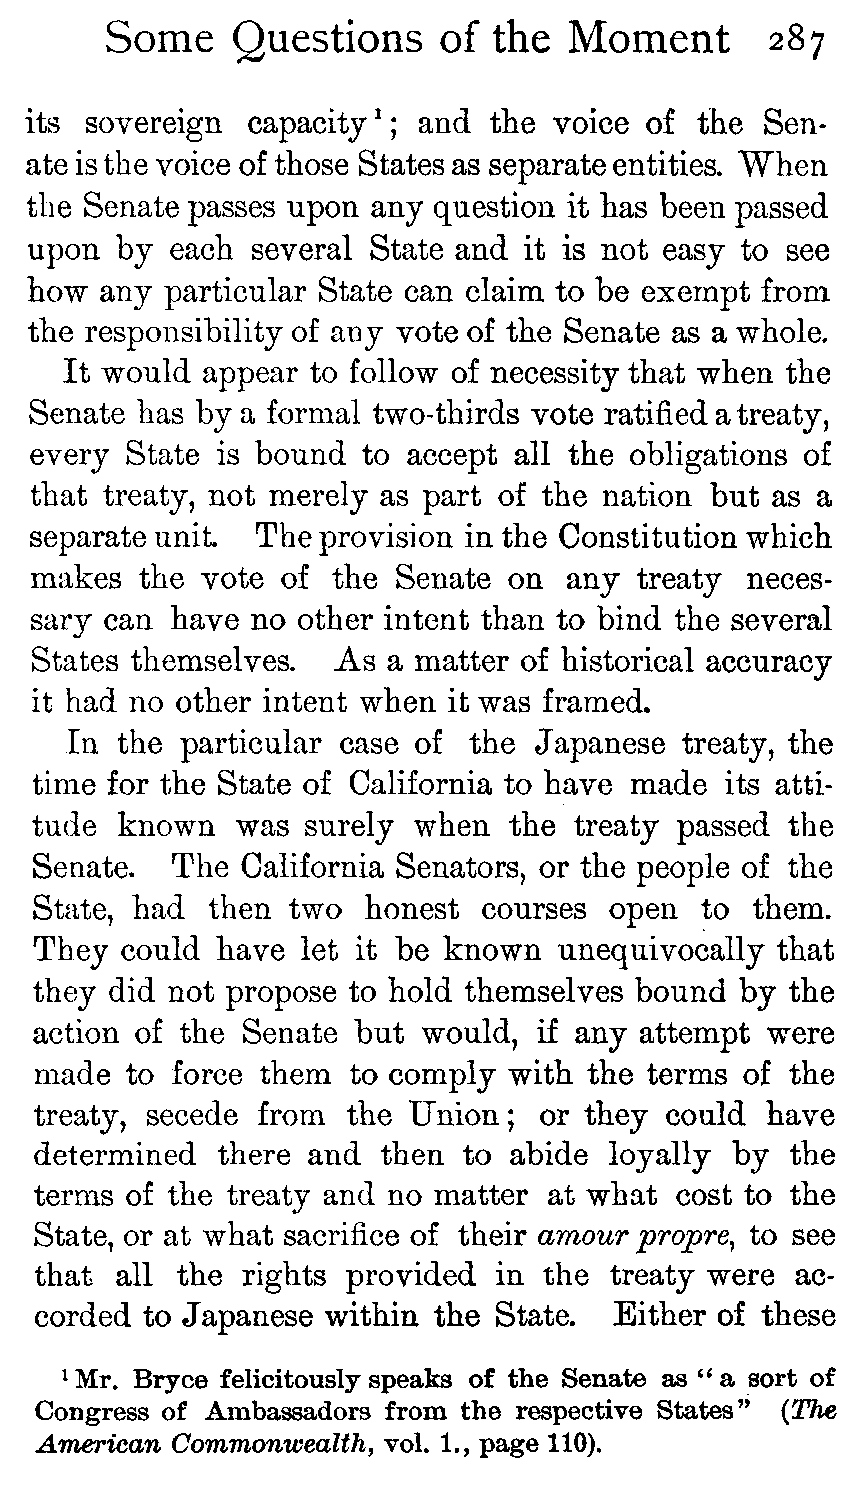 Some Questions of the Moment 287
its sovereign capacity¹; and the voice of the Sen-
ate is the voice of those States as separate entities. When
the Senate passes upon any question it has been passed
upon by each several State and it is not easy to see
how any particular State can claim to be exempt from
the responsibility of any vote of the Senate as a whole.
It would appear to follow of necessity that when the
Senate has by a formal two-thirds vote ratified a treaty,
every State is bound to accept all the obligations of
that treaty, not merely as part of the nation but as a
separate unit. The provision in the Constitution which
makes the vote of the Senate on any treaty neces-
sary can have no other intent than to bind the several
States themselves. As a matter of historical accuracy
it had no other intent when it was framed.
In the particular case of the Japanese treaty, the
time for the State of California to have made its atti-
tude known was surely when the treaty passed the
Senate. The California Senators, or the people of the
State, had then two honest courses open to them.
They could have let it be known unequivocally that
they did not propose to hold themselves bound by the
action of the Senate but would, if any attempt were
made to force them to comply with the terms of the
treaty, secede from the Union; or they could have
determined there and then to abide loyally by the
terms of the treaty and no matter at what cost to the
State, or at what sacrifice of their amour propre, to see
that all the rights provided in the treaty were ac-
corded to Japanese within the State. Either of these
¹ Mr. Bryce felicitously speaks of the Senate as "a sort of
Congress of Ambassadors from the respective States" (The
American Commonwealth, vol. 1., page 110).